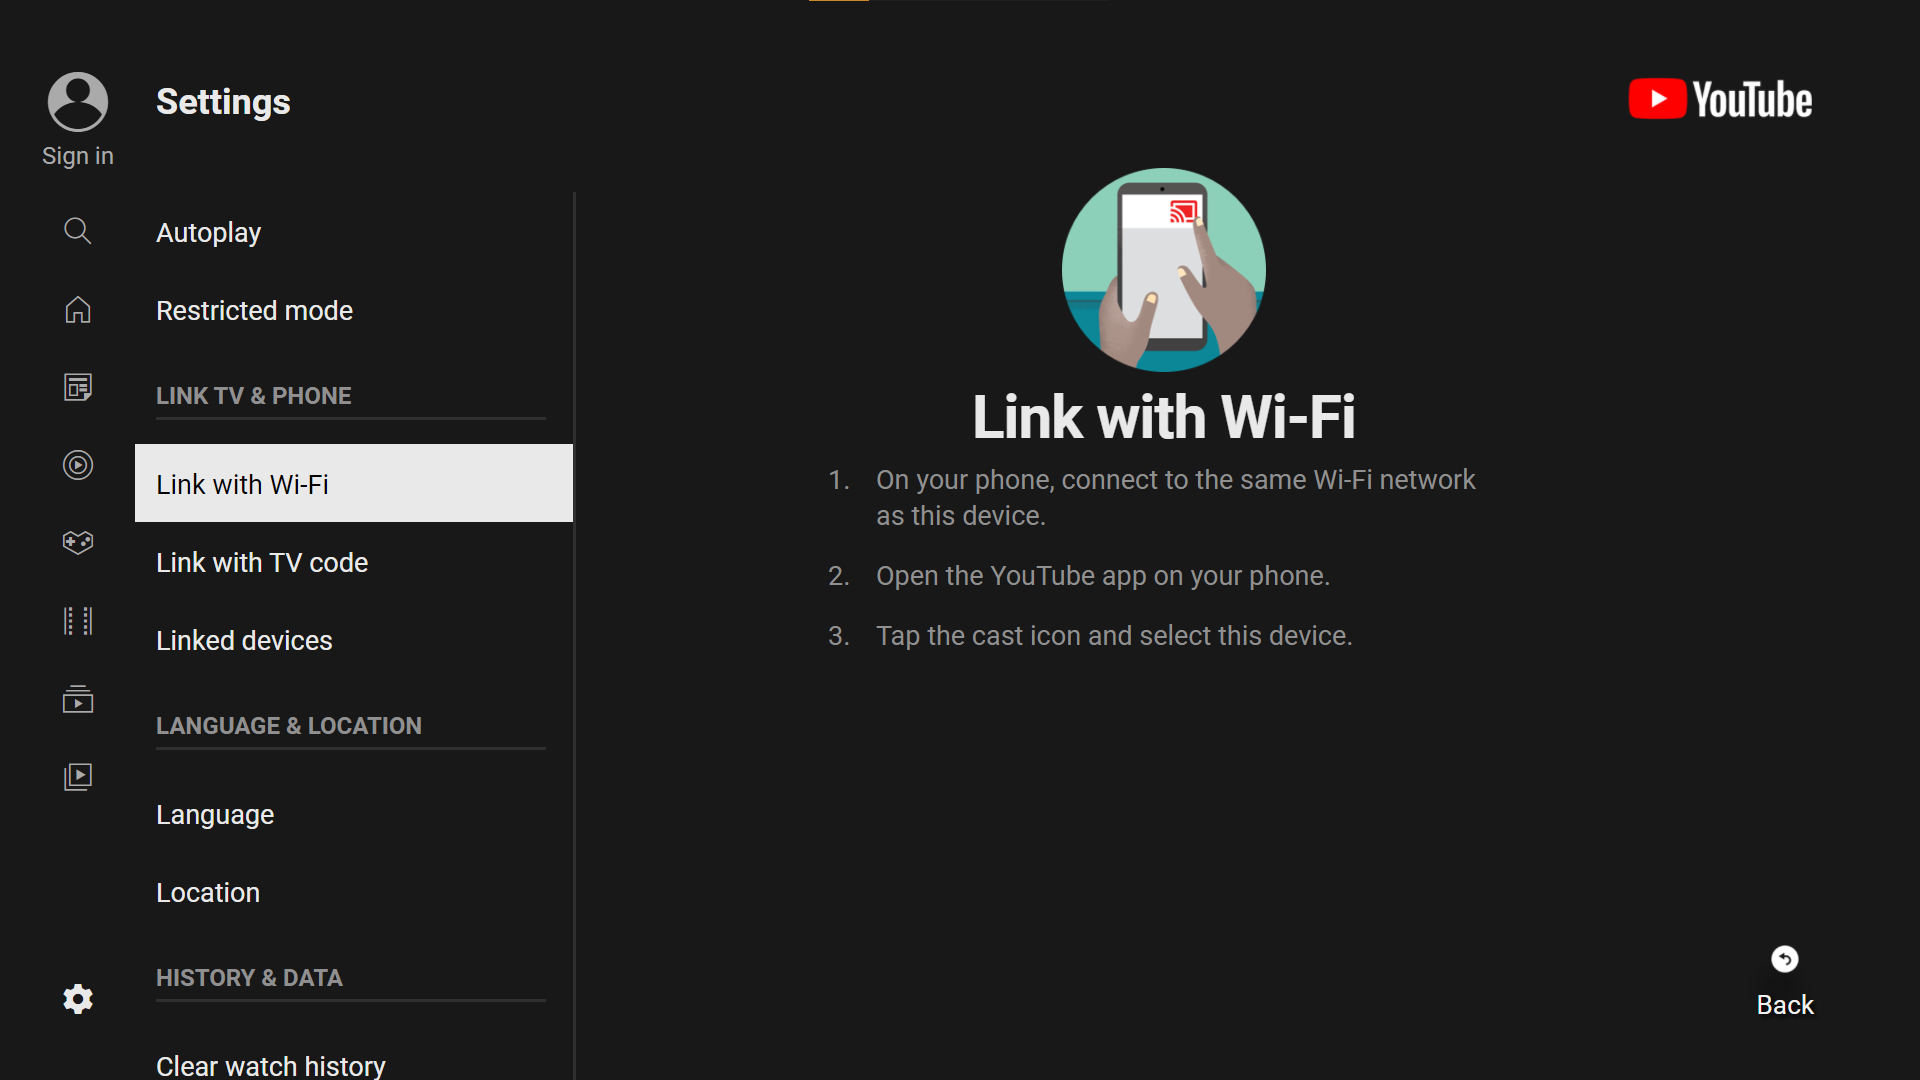 Settings
YouTube
Sign in
Autoplay
Restricted mode
LINK TV & PHONE
Link with Wi-Fi
Link with TV code
Linked devices
LANGUAGE & LOCATION
Language
Location
HISTORY & DATA
Clear watch history
Link with Wi-Fi
1. On your phone, connect to the same Wi-Fi network
as this device.
2. Open the YouTube app on your phone.
3. Tap the cast icon and select this device.
Back